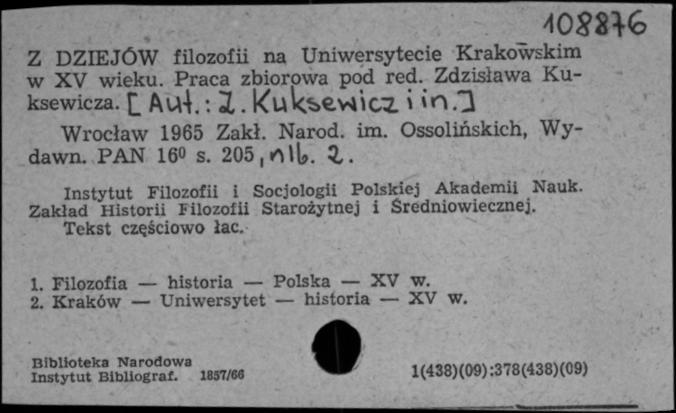 108876
Z DZIEJÓW filozofii na Uniwersytecie Krakowskim
w XV wieku. Praca zbiorowa pod red. Zdzisława Ku-
ksewicza. [Aut.: Z. Kuksewicz i in.]
Wrocław 1965 Zakł. Narod. im. Ossolińskich, Wy-
dawn. PAN 16⁰ s. 205, nlb. 2.
Instytut Filozofii i Socjologii Polskiej Akademii Nauk.
Zakład Historii Filozofii Starożytnej i Średniowiecznej.
Tekst częściowo łac.
1. Filozofia — historia — Polska — XV w.
2. Kraków — Uniwersytet — historia — XV w.
Biblioteka Narodowa
Instytut Bibliograf. 1857/66
1(438)(09):378(438)(09)